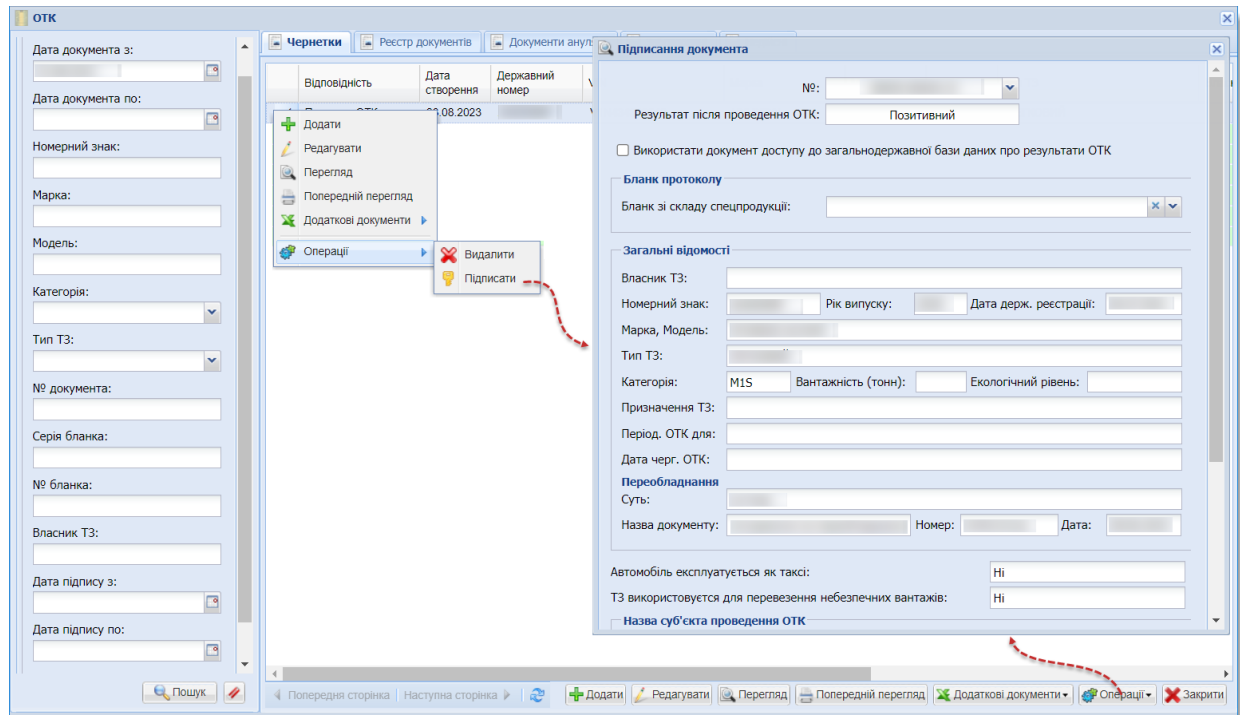 ОТК
Дата документа з:
Дата документа по:
Номерний знак:
Марка:
Модель:
Категорія:
Тип ТЗ:
№ документа:
Серія бланка:
№ бланка:
Власник ТЗ:
Дата підпису з:
Дата підпису по:
Пошук
Чернетки Реєстр документів Документи анул
Відповідність Дата створення Державний номер
08.2023
Додати
Редагувати
Перегляд
Попередній перегляд
Додаткові документи
Операції
Видалити
Підписати
Підписання документа
№:
Результат після проведення ОТК: Позитивний
Використати документ доступу до загальнодержавної бази даних про результати ОТК
Бланк протоколу
Бланк зі складу спецпродукції:
Загальні відомості
Власник ТЗ:
Номерний знак: Рік випуску: Дата держ. реєстрації:
Марка, Модель:
Тип ТЗ:
Категорія: M1S Вантажність (тонн): Екологічний рівень:
Призначення ТЗ:
Період. ОТК для:
Дата черг. ОТК:
Переобладнання
Суть:
Назва документу: Номер: Дата:
Автомобіль експлуатується як таксі: Ні
ТЗ використовуєтся для перевезення небезпечних вантажів: Ні
Назва суб'єкта проведення ОТК
Попередня сторінка Наступна сторінка Додати Редагувати Перегляд Попередній перегляд Додаткові документи Операції Закрити